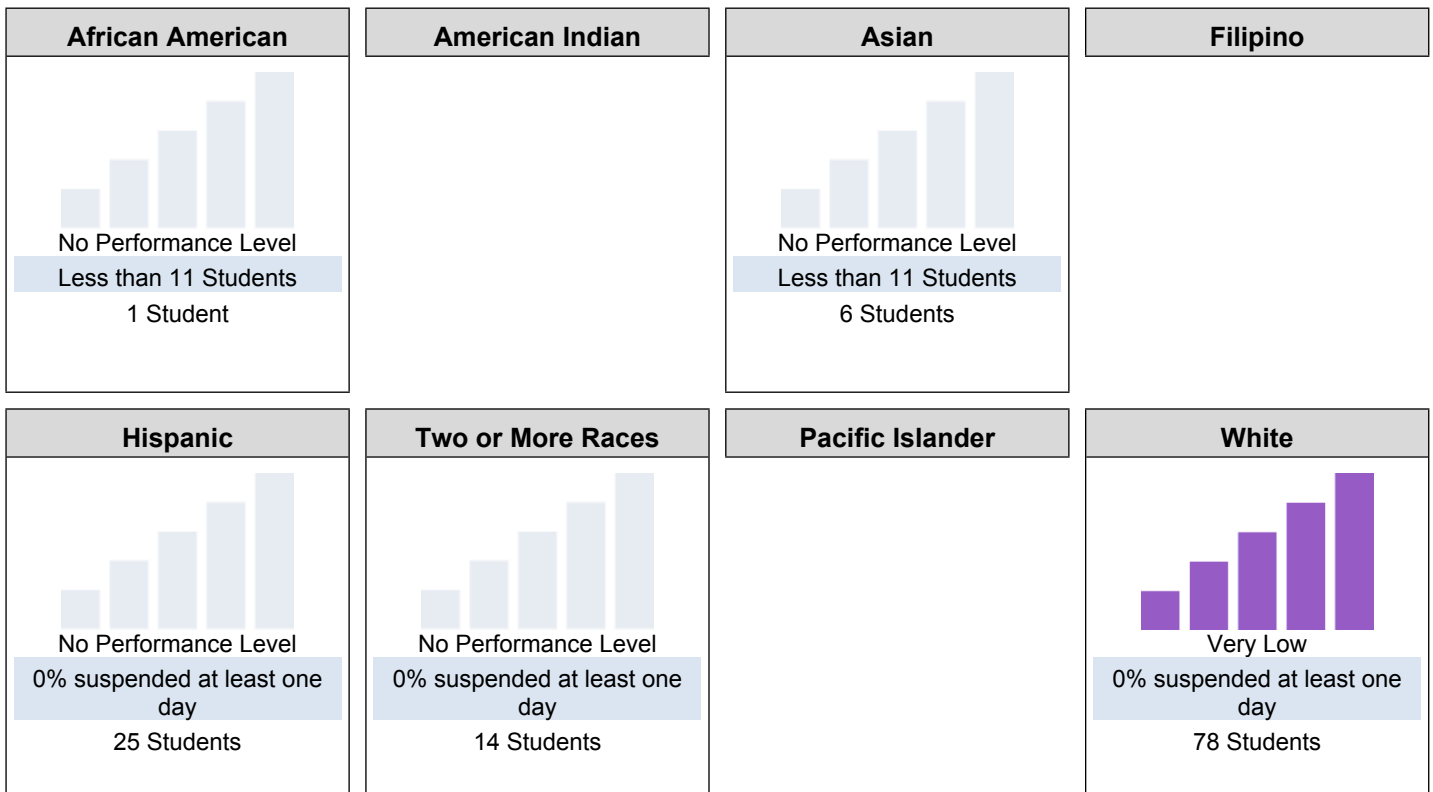 African American
American Indian
Asian
Filipino
No Performance Level
Less than 11 Students
1 Student
No Performance Level
Less than 11 Students
6 Students
Hispanic
Two or More Races
Pacific Islander
White
No Performance Level
0% suspended at least one
day
25 Students
No Performance Level
0% suspended at least one
day
14 Students
Very Low
0% suspended at least one
day
78 Students